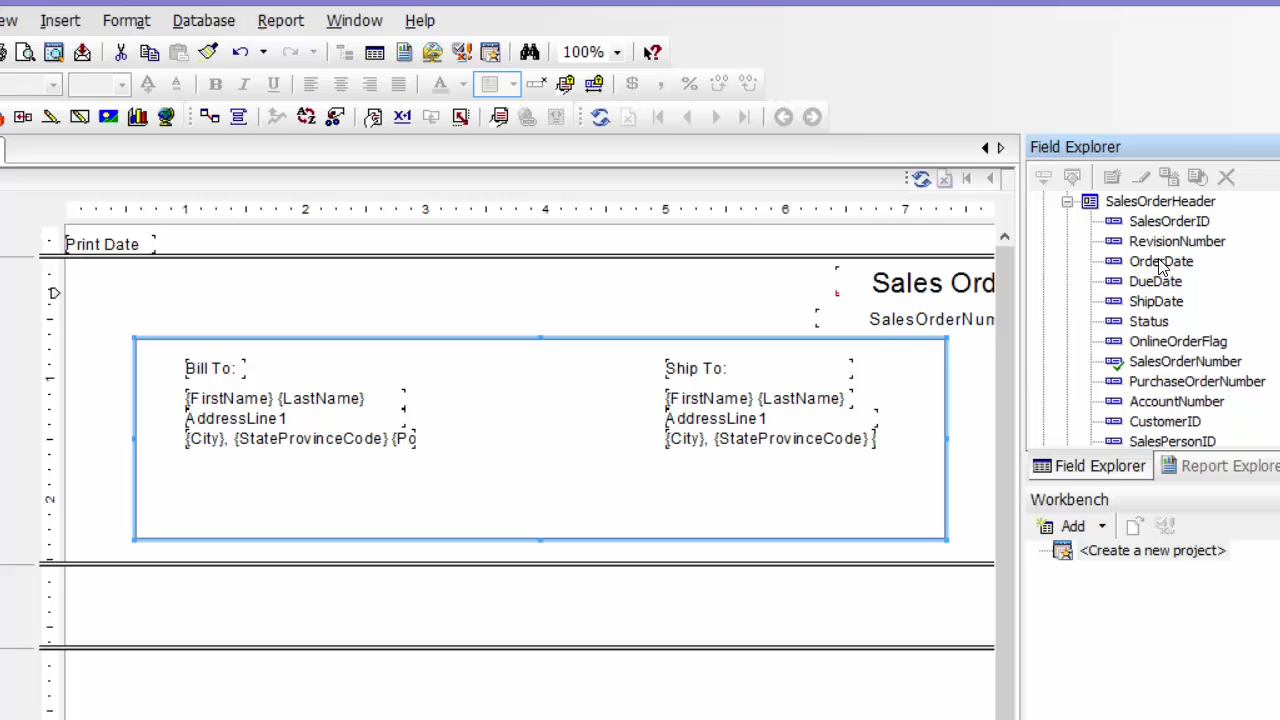 ew Insert Format Database Report Window Help
100%
B I U A $ , %
X+1
Field Explorer
1 2 3 4 5 6 7
SalesOrderHeader
SalesOrderID
RevisionNumber
OrderDate
DueDate
ShipDate
Status
OnlineOrderFlag
SalesOrderNumber
PurchaseOrderNumber
AccountNumber
CustomerID
SalesPersonID
Field Explorer Report Explore
Workbench
Add
<Create a new project>
Print Date
Sales Ord
SalesOrderNum
Bill To: Ship To:
{FirstName} {LastName} {FirstName} {LastName}
AddressLine1 AddressLine1
{City}, {StateProvinceCode} {Po {City}, {StateProvinceCode} {
1
2